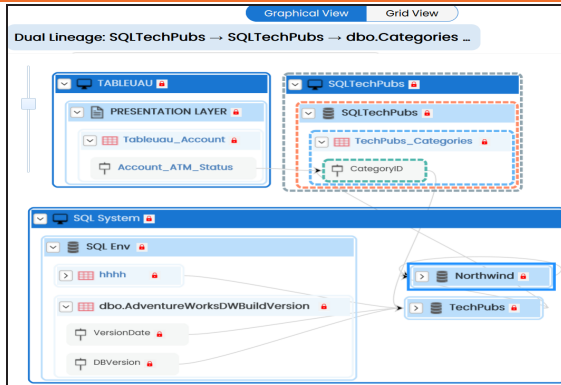 Graphical View Grid View
Dual Lineage: SQLTechPubs → SQLTechPubs → dbo.Categories ...
TABLEUAU
PRESENTATION LAYER
Tableuau_Account
Account_ATM_Status
SQLTechPubs
SQLTechPubs
TechPubs_Categories
CategoryID
SQL System
SQL Env
hhhh
dbo.AdventureWorksDWBuildVersion
VersionDate
DBVersion
Northwind
TechPubs